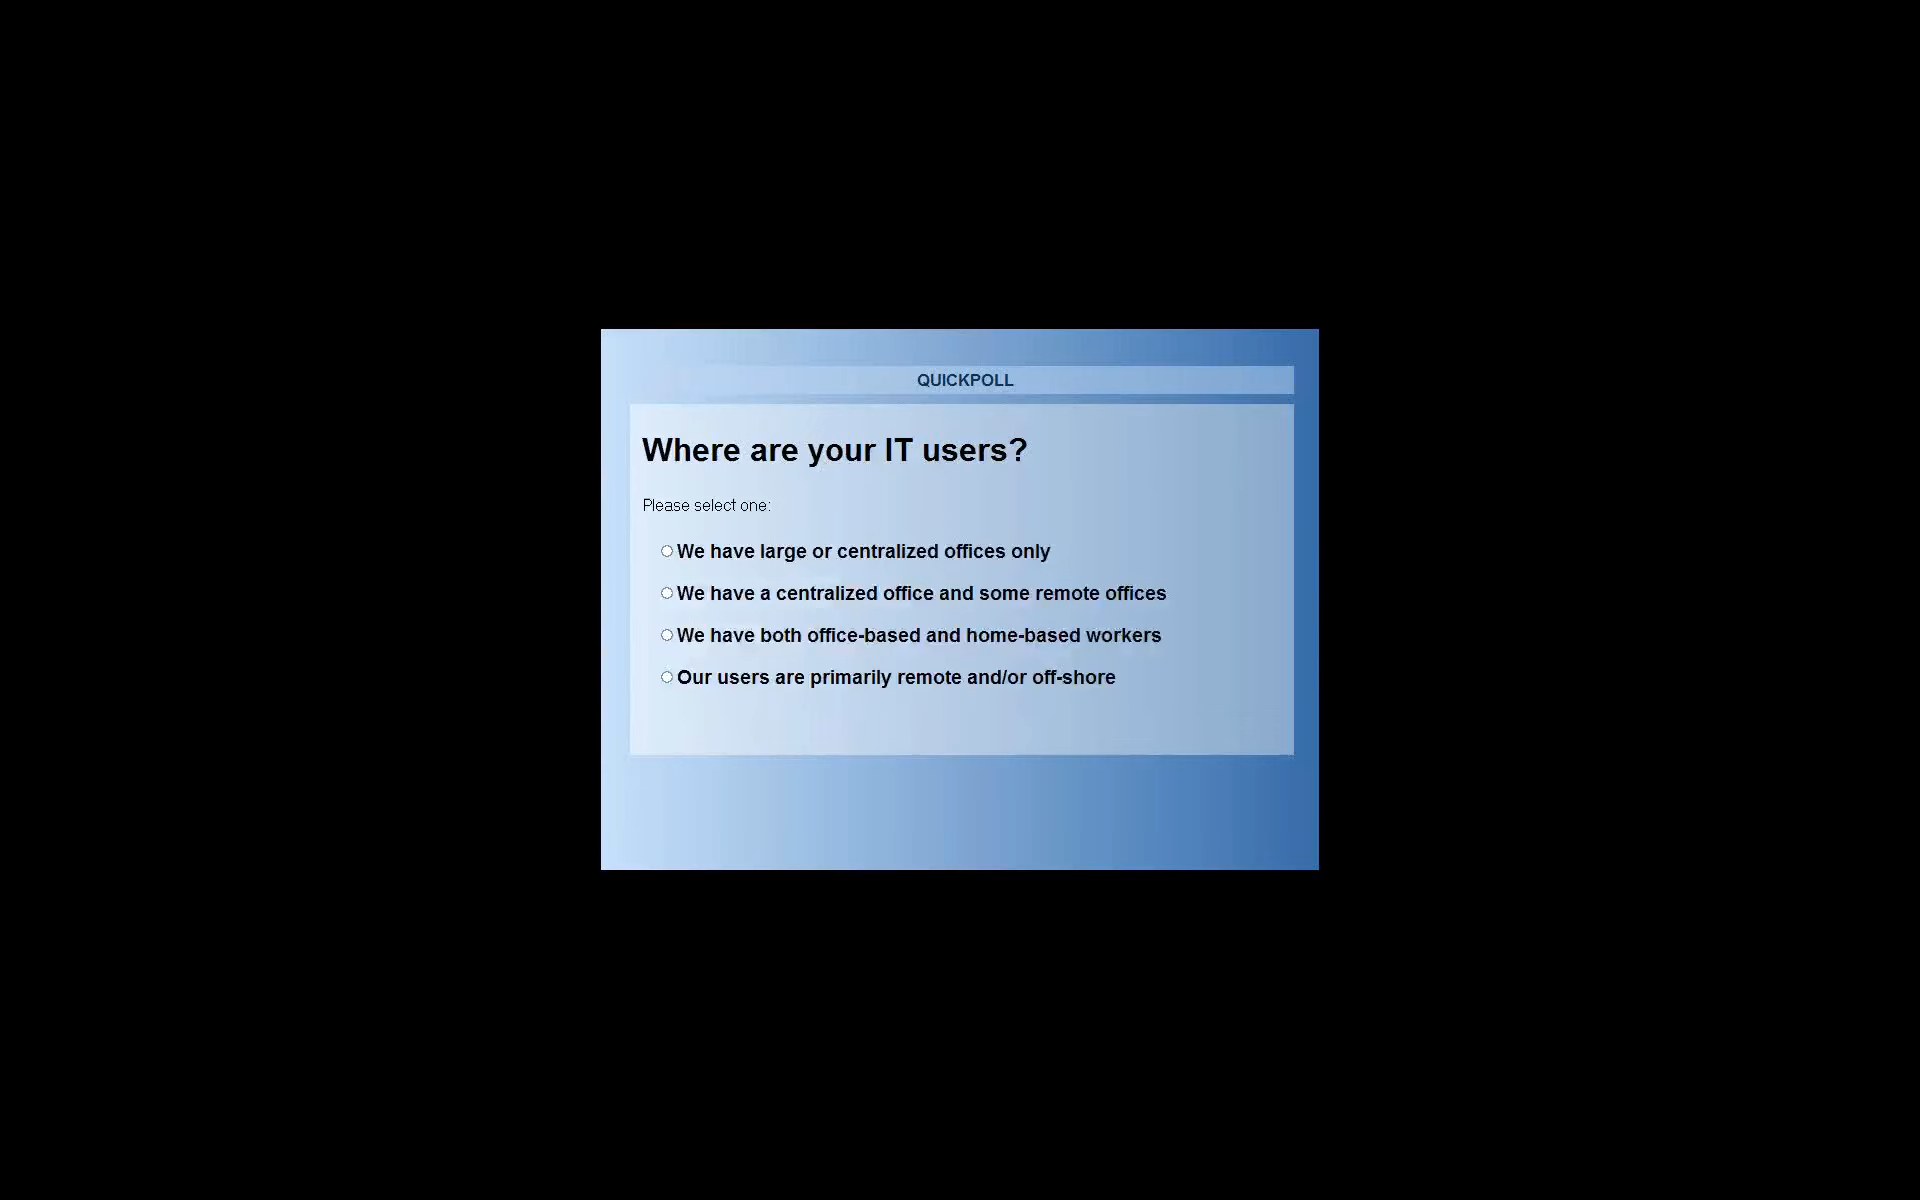 QUICKPOLL
Where are your IT users?
Please select one:
We have large or centralized offices only
We have a centralized office and some remote offices
We have both office-based and home-based workers
Our users are primarily remote and/or off-shore